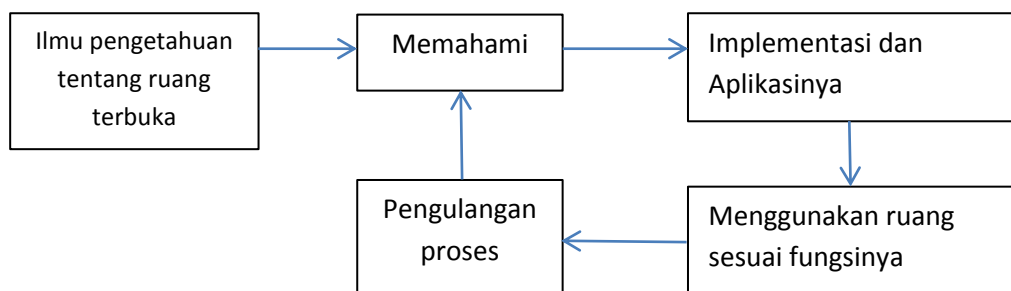 Ilmu pengetahuan
tentang ruang
terbuka
Memahami
Implementasi dan
Aplikasinya
Pengulangan
proses
Menggunakan ruang
sesuai fungsinya